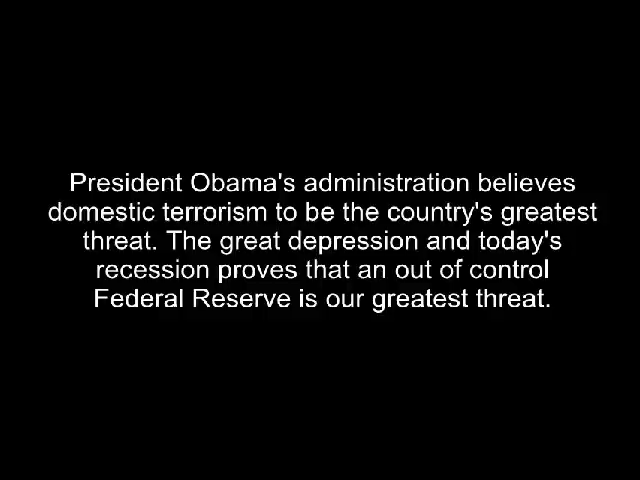 President Obama's administration believes
domestic terrorism to be the country's greatest
threat. The great depression and today's
recession proves that an out of control
Federal Reserve is our greatest threat.